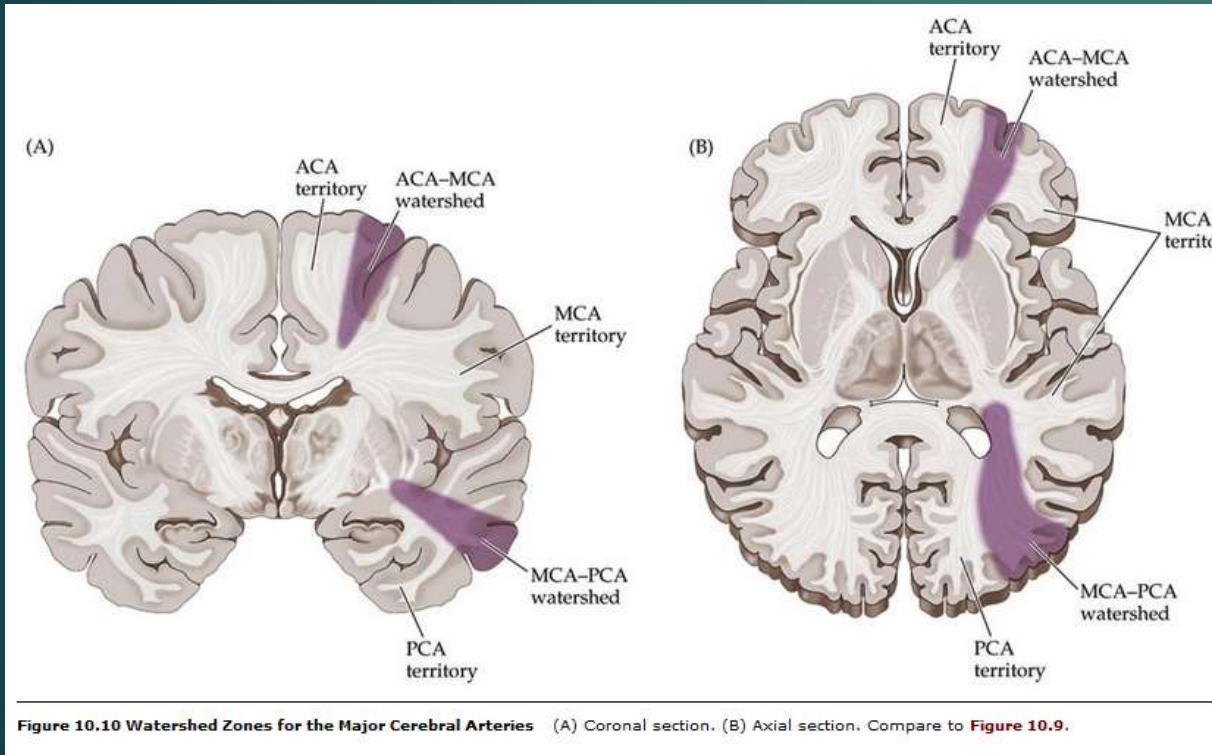 (A)
ACA
territory
ACA–MCA
watershed
MCA
territory
MCA–PCA
watershed
PCA
territory
(B)
ACA
territory
ACA–MCA
watershed
MCA
MCA–PCA
watershed
PCA
territory
Figure 10.10 Watershed Zones for the Major Cerebral Arteries (A) Coronal section. (B) Axial section. Compare to Figure 10.9.